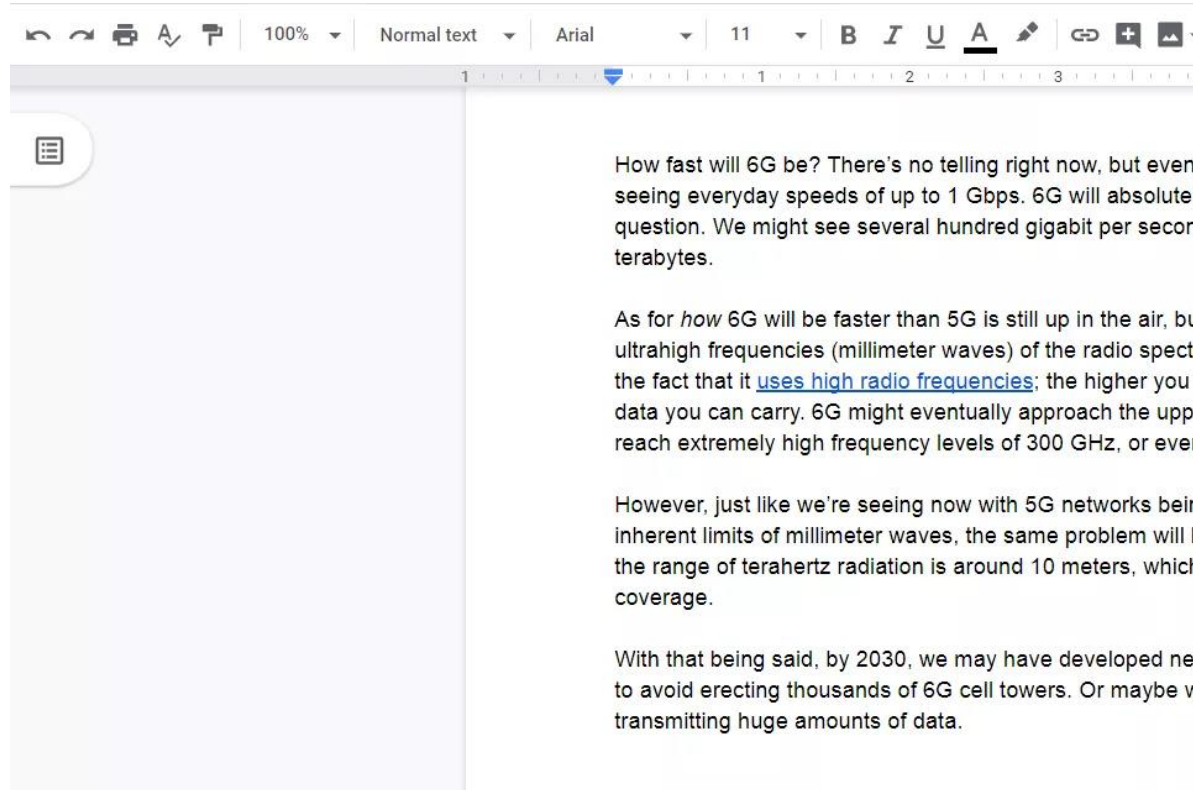 100% Normal text Arial 11 B I U A
1 1 2 3
How fast will 6G be? There’s no telling right now, but even
seeing everyday speeds of up to 1 Gbps. 6G will absolute
question. We might see several hundred gigabit per secon
terabytes.
As for how 6G will be faster than 5G is still up in the air, bu
ultrahigh frequencies (millimeter waves) of the radio spect
the fact that it uses high radio frequencies; the higher you
data you can carry. 6G might eventually approach the upp
reach extremely high frequency levels of 300 GHz, or even
However, just like we’re seeing now with 5G networks bein
inherent limits of millimeter waves, the same problem will
the range of terahertz radiation is around 10 meters, which
coverage.
With that being said, by 2030, we may have developed ne
to avoid erecting thousands of 6G cell towers. Or maybe w
transmitting huge amounts of data.